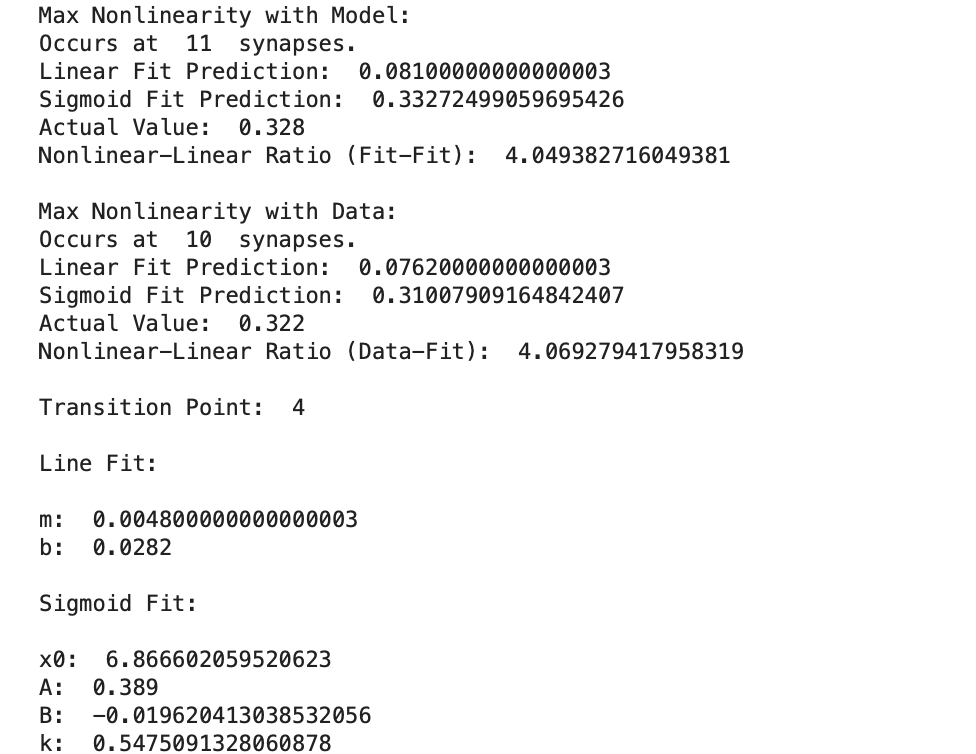 Max Nonlinearity with Model:
Occurs at  11  synapses.
Linear Fit Prediction:  0.08100000000000003
Sigmoid Fit Prediction:  0.33272499059695426
Actual Value:  0.328
Nonlinear-Linear Ratio (Fit-Fit):  4.049382716049381
Max Nonlinearity with Data:
Occurs at  10  synapses.
Linear Fit Prediction:  0.07620000000000003
Sigmoid Fit Prediction:  0.31007909164842407
Actual Value:  0.322
Nonlinear-Linear Ratio (Data-Fit):  4.069279417958319
Transition Point:  4
Line Fit:
m:  0.004800000000000003
b:  0.0282
Sigmoid Fit:
x0:  6.866602059520623
A:  0.389
B:  -0.019620413038532056
k:  0.5475091328060878